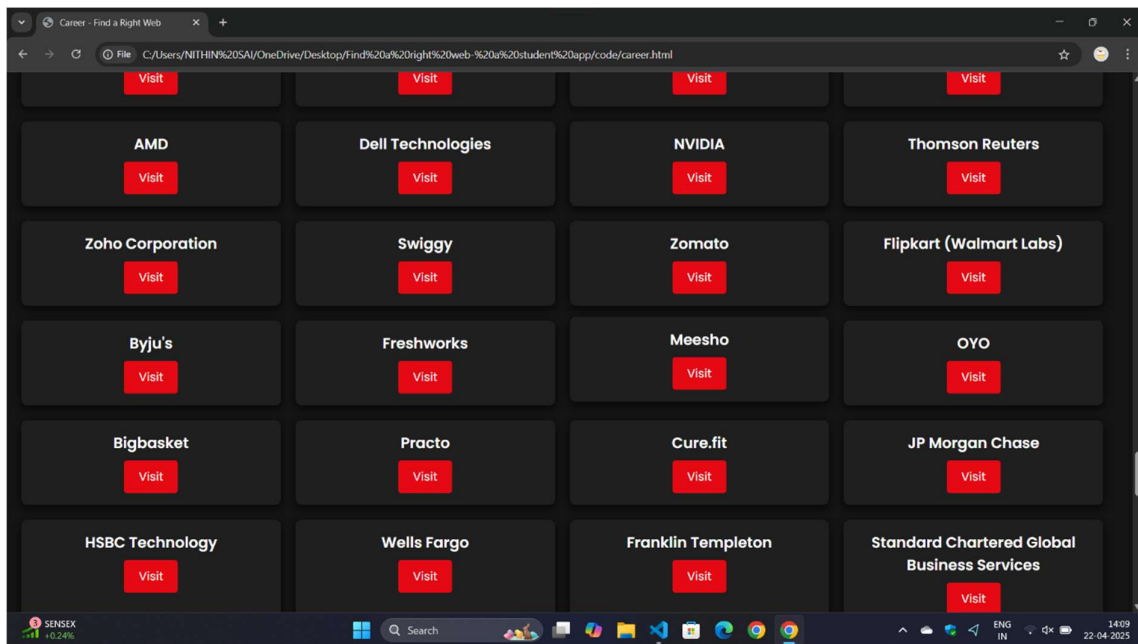 Career - Find a Right Web
File C:/Users/NITHIN%20SAI/OneDrive/Desktop/Find%20a%20right%20web-%20a%20student%20app/code/career.html
Visit Visit Visit Visit
AMD Dell Technologies NVIDIA Thomson Reuters
Visit Visit Visit Visit
Zoho Corporation Swiggy Zomato Flipkart (Walmart Labs)
Visit Visit Visit Visit
Byju's Freshworks Meesho OYO
Visit Visit Visit Visit
Bigbasket Practo Cure.fit JP Morgan Chase
Visit Visit Visit Visit
HSBC Technology Wells Fargo Franklin Templeton Standard Chartered Global
Business Services
Visit Visit Visit Visit
3 SENSEX
+0.24%
Search
ENG
IN
14:09
22-04-2025